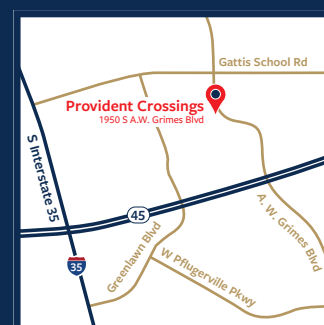 Gattis School Rd
Provident Crossings
1950 S A.W. Grimes Blvd
S Interstate 35
45
A. W. Grimes Blvd
Greenlawn Blvd
W Pflugerville Pkwy
35